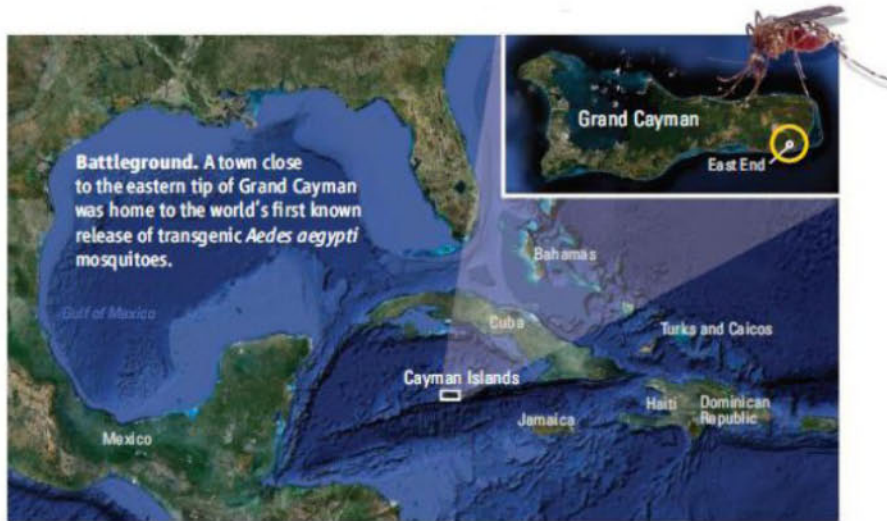 Battleground. A town close
to the eastern tip of Grand Cayman
was home to the world's first known
release of transgenic Aedes aegypti
mosquitoes.
Grand Cayman
East End
Bahamas
Gulf of Mexico
Cuba
Turks and Caicos
Cayman Islands
Haiti
Dominican
Republic
Jamaica
Mexico